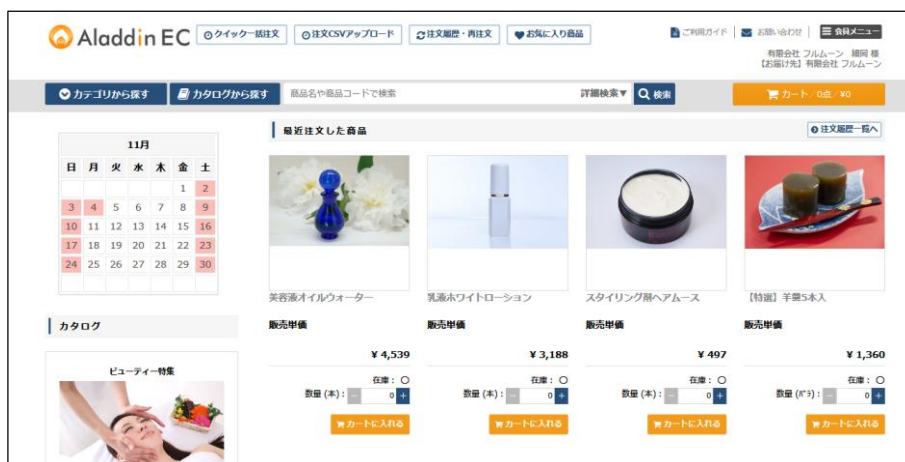 Aladdin EC
クイック一括注文
注文CSVアップロード
注文履歴・再注文
お気に入り商品
ご利用ガイド
お問い合わせ
会員メニュー
有限会社 フルムーン 細岡 様
【お届け先】有限会社 フルムーン
カテゴリから探す
カタログから探す
商品名や商品コードで検索
詳細検索▼
検索
カート/0点/¥0
11月
日 月 火 水 木 金 土
1 2
3 4 5 6 7 8 9
10 11 12 13 14 15 16
17 18 19 20 21 22 23
24 25 26 27 28 29 30
カタログ
ビューティー特集
最近注文した商品
注文履歴一覧へ
美容液オイルウォーター
販売単価
¥ 4,539
在庫: 〇
数量 (本): − 0 +
カートに入れる
乳液ホワイトローション
販売単価
¥ 3,188
在庫: 〇
数量 (本): − 0 +
カートに入れる
スタイリング剤ヘアムース
販売単価
¥ 497
在庫: 〇
数量 (本): − 0 +
カートに入れる
【特選】羊羹5本入
販売単価
¥ 1,360
在庫: 〇
数量 (バラ): − 0 +
カートに入れる